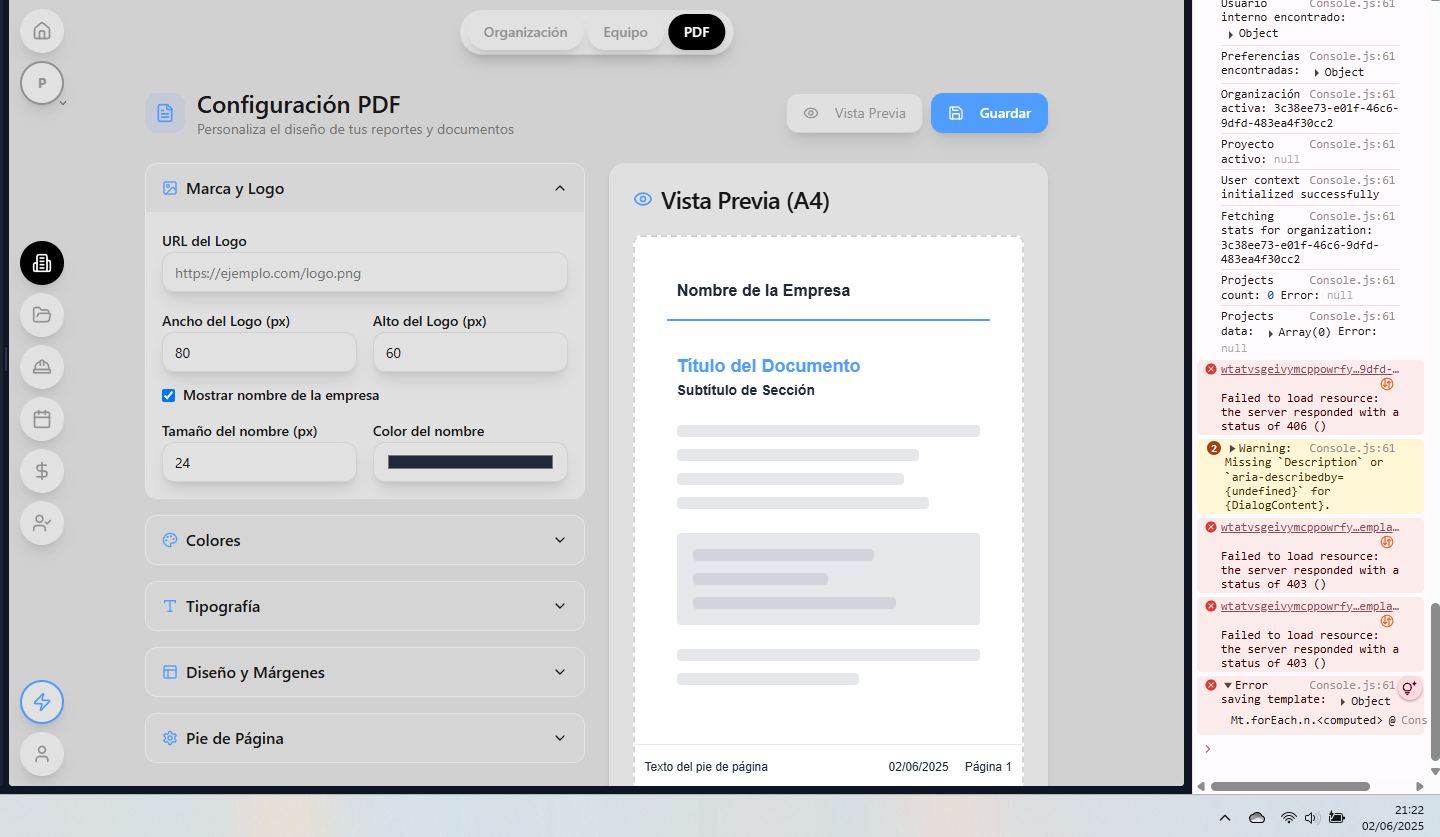 Organización
Equipo
PDF
P
Configuración PDF
Personaliza el diseño de tus reportes y documentos
Vista Previa
Guardar
Marca y Logo
URL del Logo
https://ejemplo.com/logo.png
Ancho del Logo (px)
Alto del Logo (px)
80
60
Mostrar nombre de la empresa
Tamaño del nombre (px)
Color del nombre
24
Colores
Tipografía
Diseño y Márgenes
Pie de Página
Vista Previa (A4)
Nombre de la Empresa
Título del Documento
Subtítulo de Sección
Texto del pie de página
02/06/2025
Página 1
Usuario Console.js:61
interno encontrado:
Object
Preferencias Console.js:61
encontradas: Object
Organización Console.js:61
activa: 3c38ee73-e01f-46c6-
9dfd-483ea4f30cc2
Proyecto Console.js:61
activo: null
User context Console.js:61
initialized successfully
Fetching Console.js:61
stats for organization:
3c38ee73-e01f-46c6-9dfd-
483ea4f30cc2
Projects Console.js:61
count: 0 Error: null
Projects Console.js:61
data: Array(0) Error:
null
wtatvsgeivymcppowrfy…9dfd-…
Failed to load resource:
the server responded with a
status of 406 ()
2 Warning: Console.js:61
Missing `Description` or
`aria-describedby=
{undefined}` for
{DialogContent}.
wtatvsgeivymcppowrfy…empla…
Failed to load resource:
the server responded with a
status of 403 ()
wtatvsgeivymcppowrfy…empla…
Failed to load resource:
the server responded with a
status of 403 ()
Error Console.js:61
saving template: Object
Mt.forEach.n.<computed> @ Cons
21:22
02/06/2025